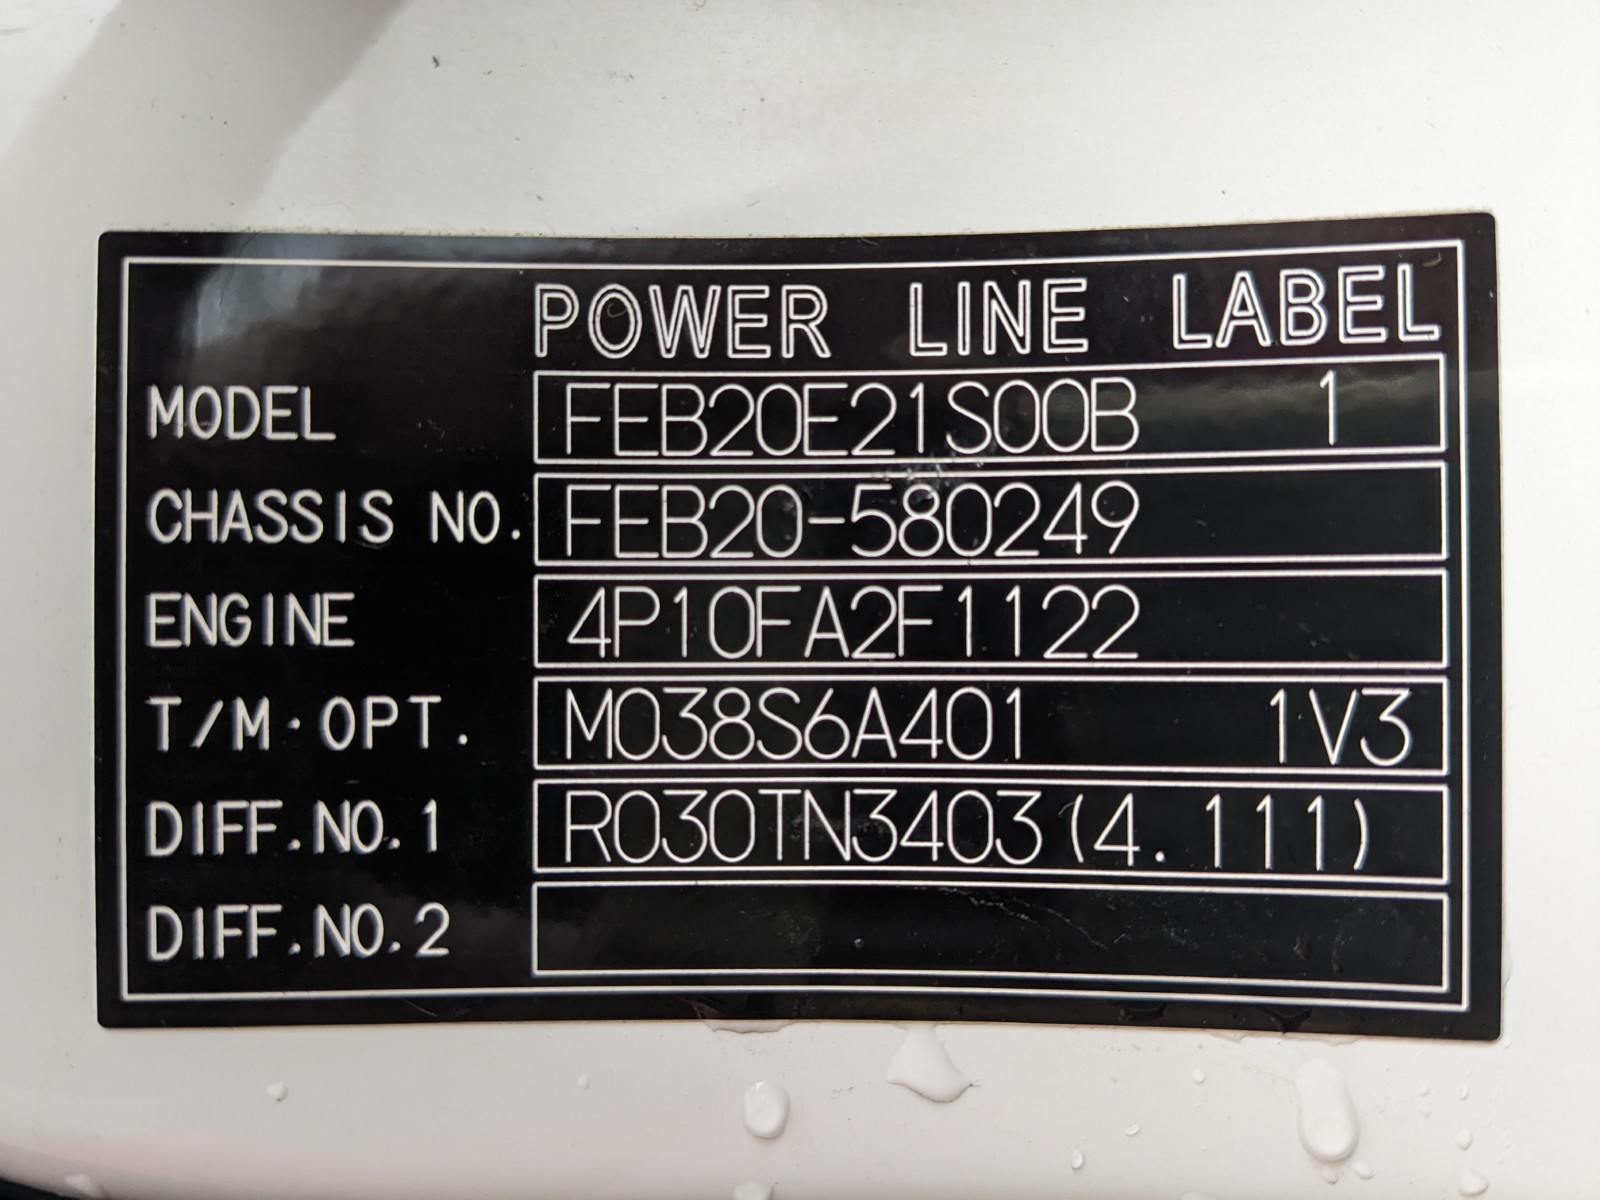 POWER LINE LABEL
MODEL FEB20E21S00B 1
CHASSIS NO. FEB20-580249
ENGINE 4P10FA2F1122
T/M·OPT. M038S6A401 1V3
DIFF.NO.1 R030TN3403(4.111)
DIFF.NO.2